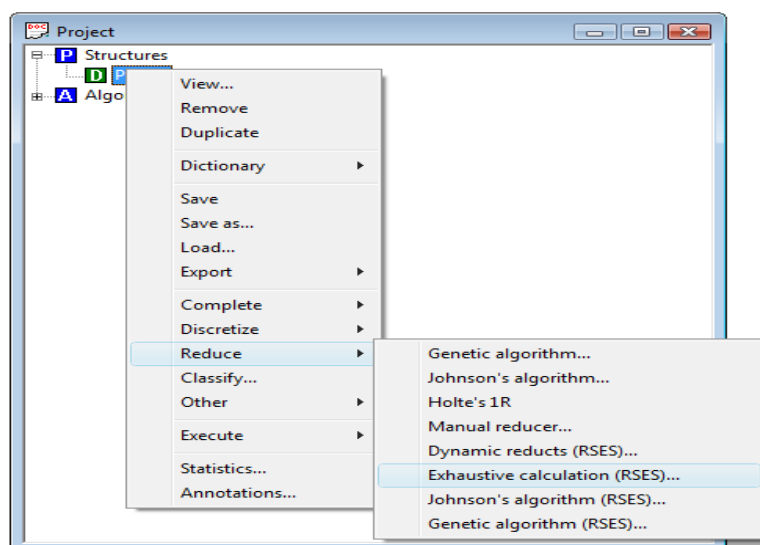 Project
P Structures
D P
A Algo
View...
Remove
Duplicate
Dictionary
Save
Save as...
Load...
Export
Complete
Discretize
Reduce
Classify...
Other
Execute
Statistics...
Annotations...
Genetic algorithm...
Johnson's algorithm...
Holte's 1R
Manual reducer...
Dynamic reducts (RSES)...
Exhaustive calculation (RSES)...
Johnson's algorithm (RSES)...
Genetic algorithm (RSES)...